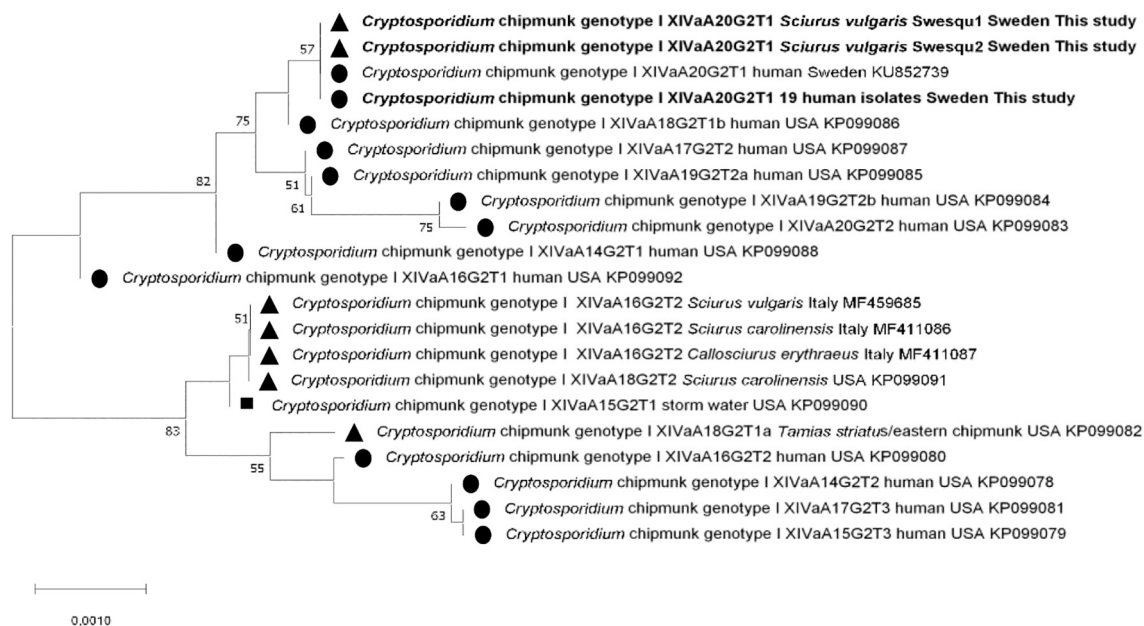 Cryptosporidium chipmunk genotype I XIVaA20G2T1 Sciurus vulgaris Swesqu1 Sweden This study
Cryptosporidium chipmunk genotype I XIVaA20G2T1 Sciurus vulgaris Swesqu2 Sweden This study
57
Cryptosporidium chipmunk genotype I XIVaA20G2T1 human Sweden KU852739
Cryptosporidium chipmunk genotype I XIVaA20G2T1 19 human isolates Sweden This study
75
Cryptosporidium chipmunk genotype I XIVaA18G2T1b human USA KP099086
Cryptosporidium chipmunk genotype I XIVaA17G2T2 human USA KP099087
Cryptosporidium chipmunk genotype I XIVaA19G2T2a human USA KP099085
82
51
Cryptosporidium chipmunk genotype I XIVaA19G2T2b human USA KP099084
61
Cryptosporidium chipmunk genotype I XIVaA20G2T2 human USA KP099083
75
Cryptosporidium chipmunk genotype I XIVaA14G2T1 human USA KP099088
Cryptosporidium chipmunk genotype I XIVaA16G2T1 human USA KP099092
Cryptosporidium chipmunk genotype I XIVaA16G2T2 Sciurus vulgaris Italy MF459685
51
Cryptosporidium chipmunk genotype I XIVaA16G2T2 Sciurus carolinensis Italy MF411086
Cryptosporidium chipmunk genotype I XIVaA16G2T2 Callosciurus erythraeus Italy MF411087
Cryptosporidium chipmunk genotype I XIVaA18G2T2 Sciurus carolinensis USA KP099091
Cryptosporidium chipmunk genotype I XIVaA15G2T1 storm water USA KP099090
83
Cryptosporidium chipmunk genotype I XIVaA18G2T1a Tamias striatus/eastern chipmunk USA KP099082
Cryptosporidium chipmunk genotype I XIVaA16G2T2 human USA KP099080
55
Cryptosporidium chipmunk genotype I XIVaA14G2T2 human USA KP099078
Cryptosporidium chipmunk genotype I XIVaA17G2T3 human USA KP099081
63
Cryptosporidium chipmunk genotype I XIVaA15G2T3 human USA KP099079
0,0010